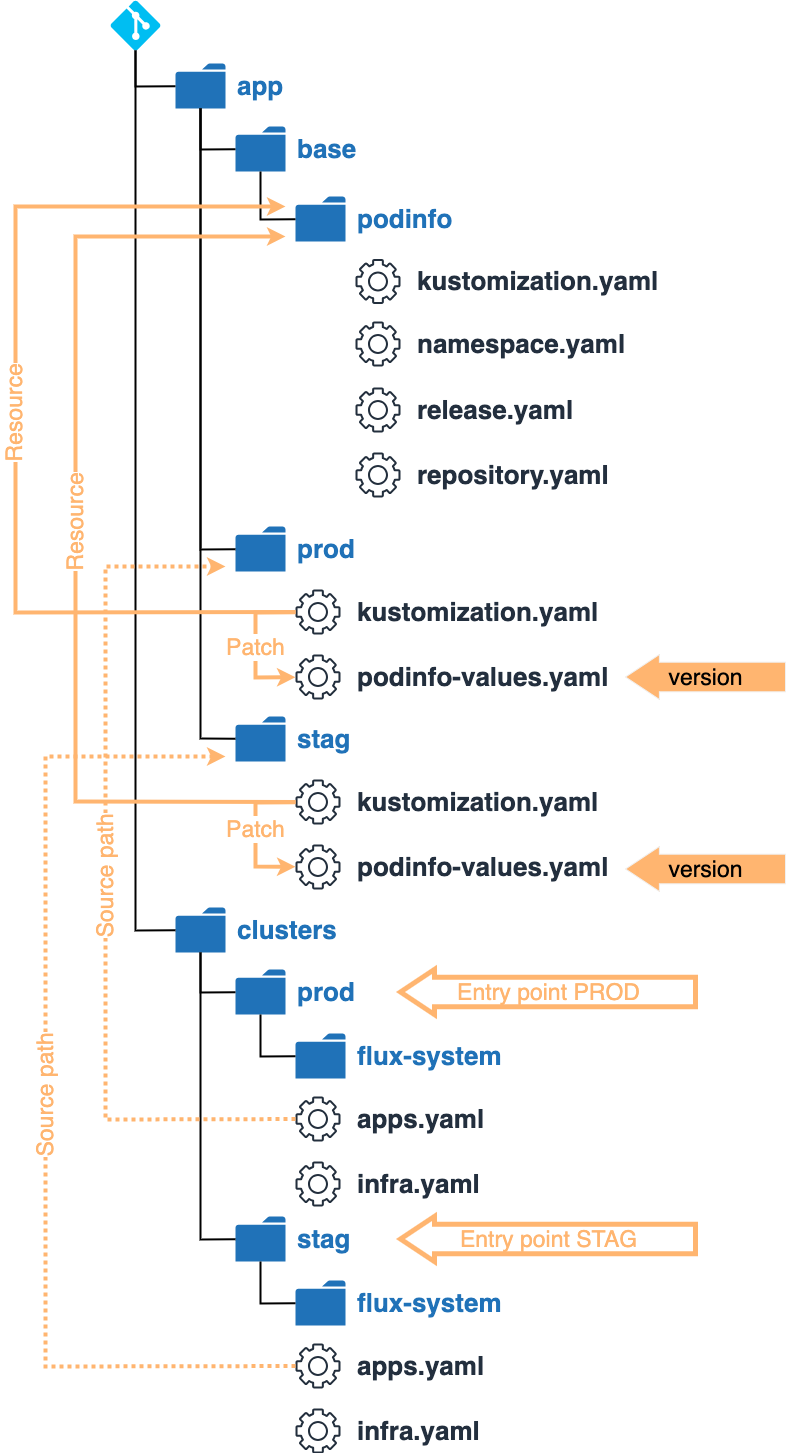 app
base
podinfo
kustomization.yaml
namespace.yaml
Resource
release.yaml
repository.yaml
Resource
prod
kustomization.yaml
Patch
podinfo-values.yaml
version
stag
kustomization.yaml
Patch
podinfo-values.yaml
version
Source path
clusters
prod
Entry point PROD
flux-system
Source path
apps.yaml
infra.yaml
stag
Entry point STAG
flux-system
apps.yaml
infra.yaml